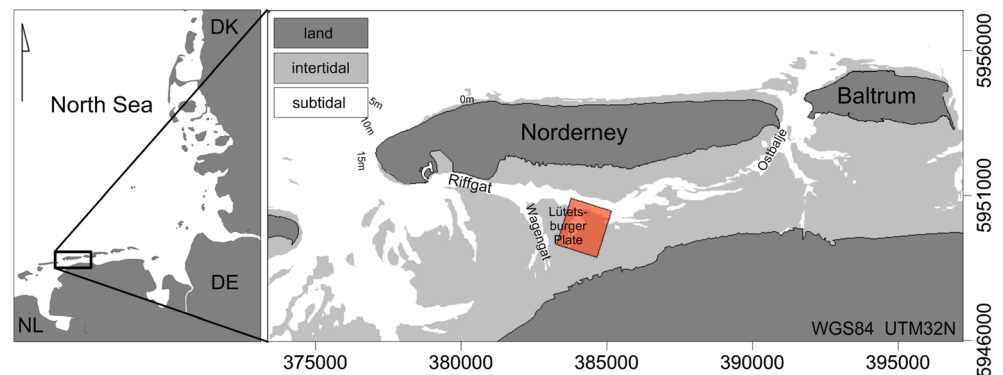 DK
North Sea
DE
NL
land
intertidal
subtidal
5m
10m
15m
0m
Norderney
Baltrum
Riffgat
Wagengat
Lütets-
burger
Plate
Ostbalje
WGS84 UTM32N
375000
380000
385000
390000
395000
5956000
5951000
5946000